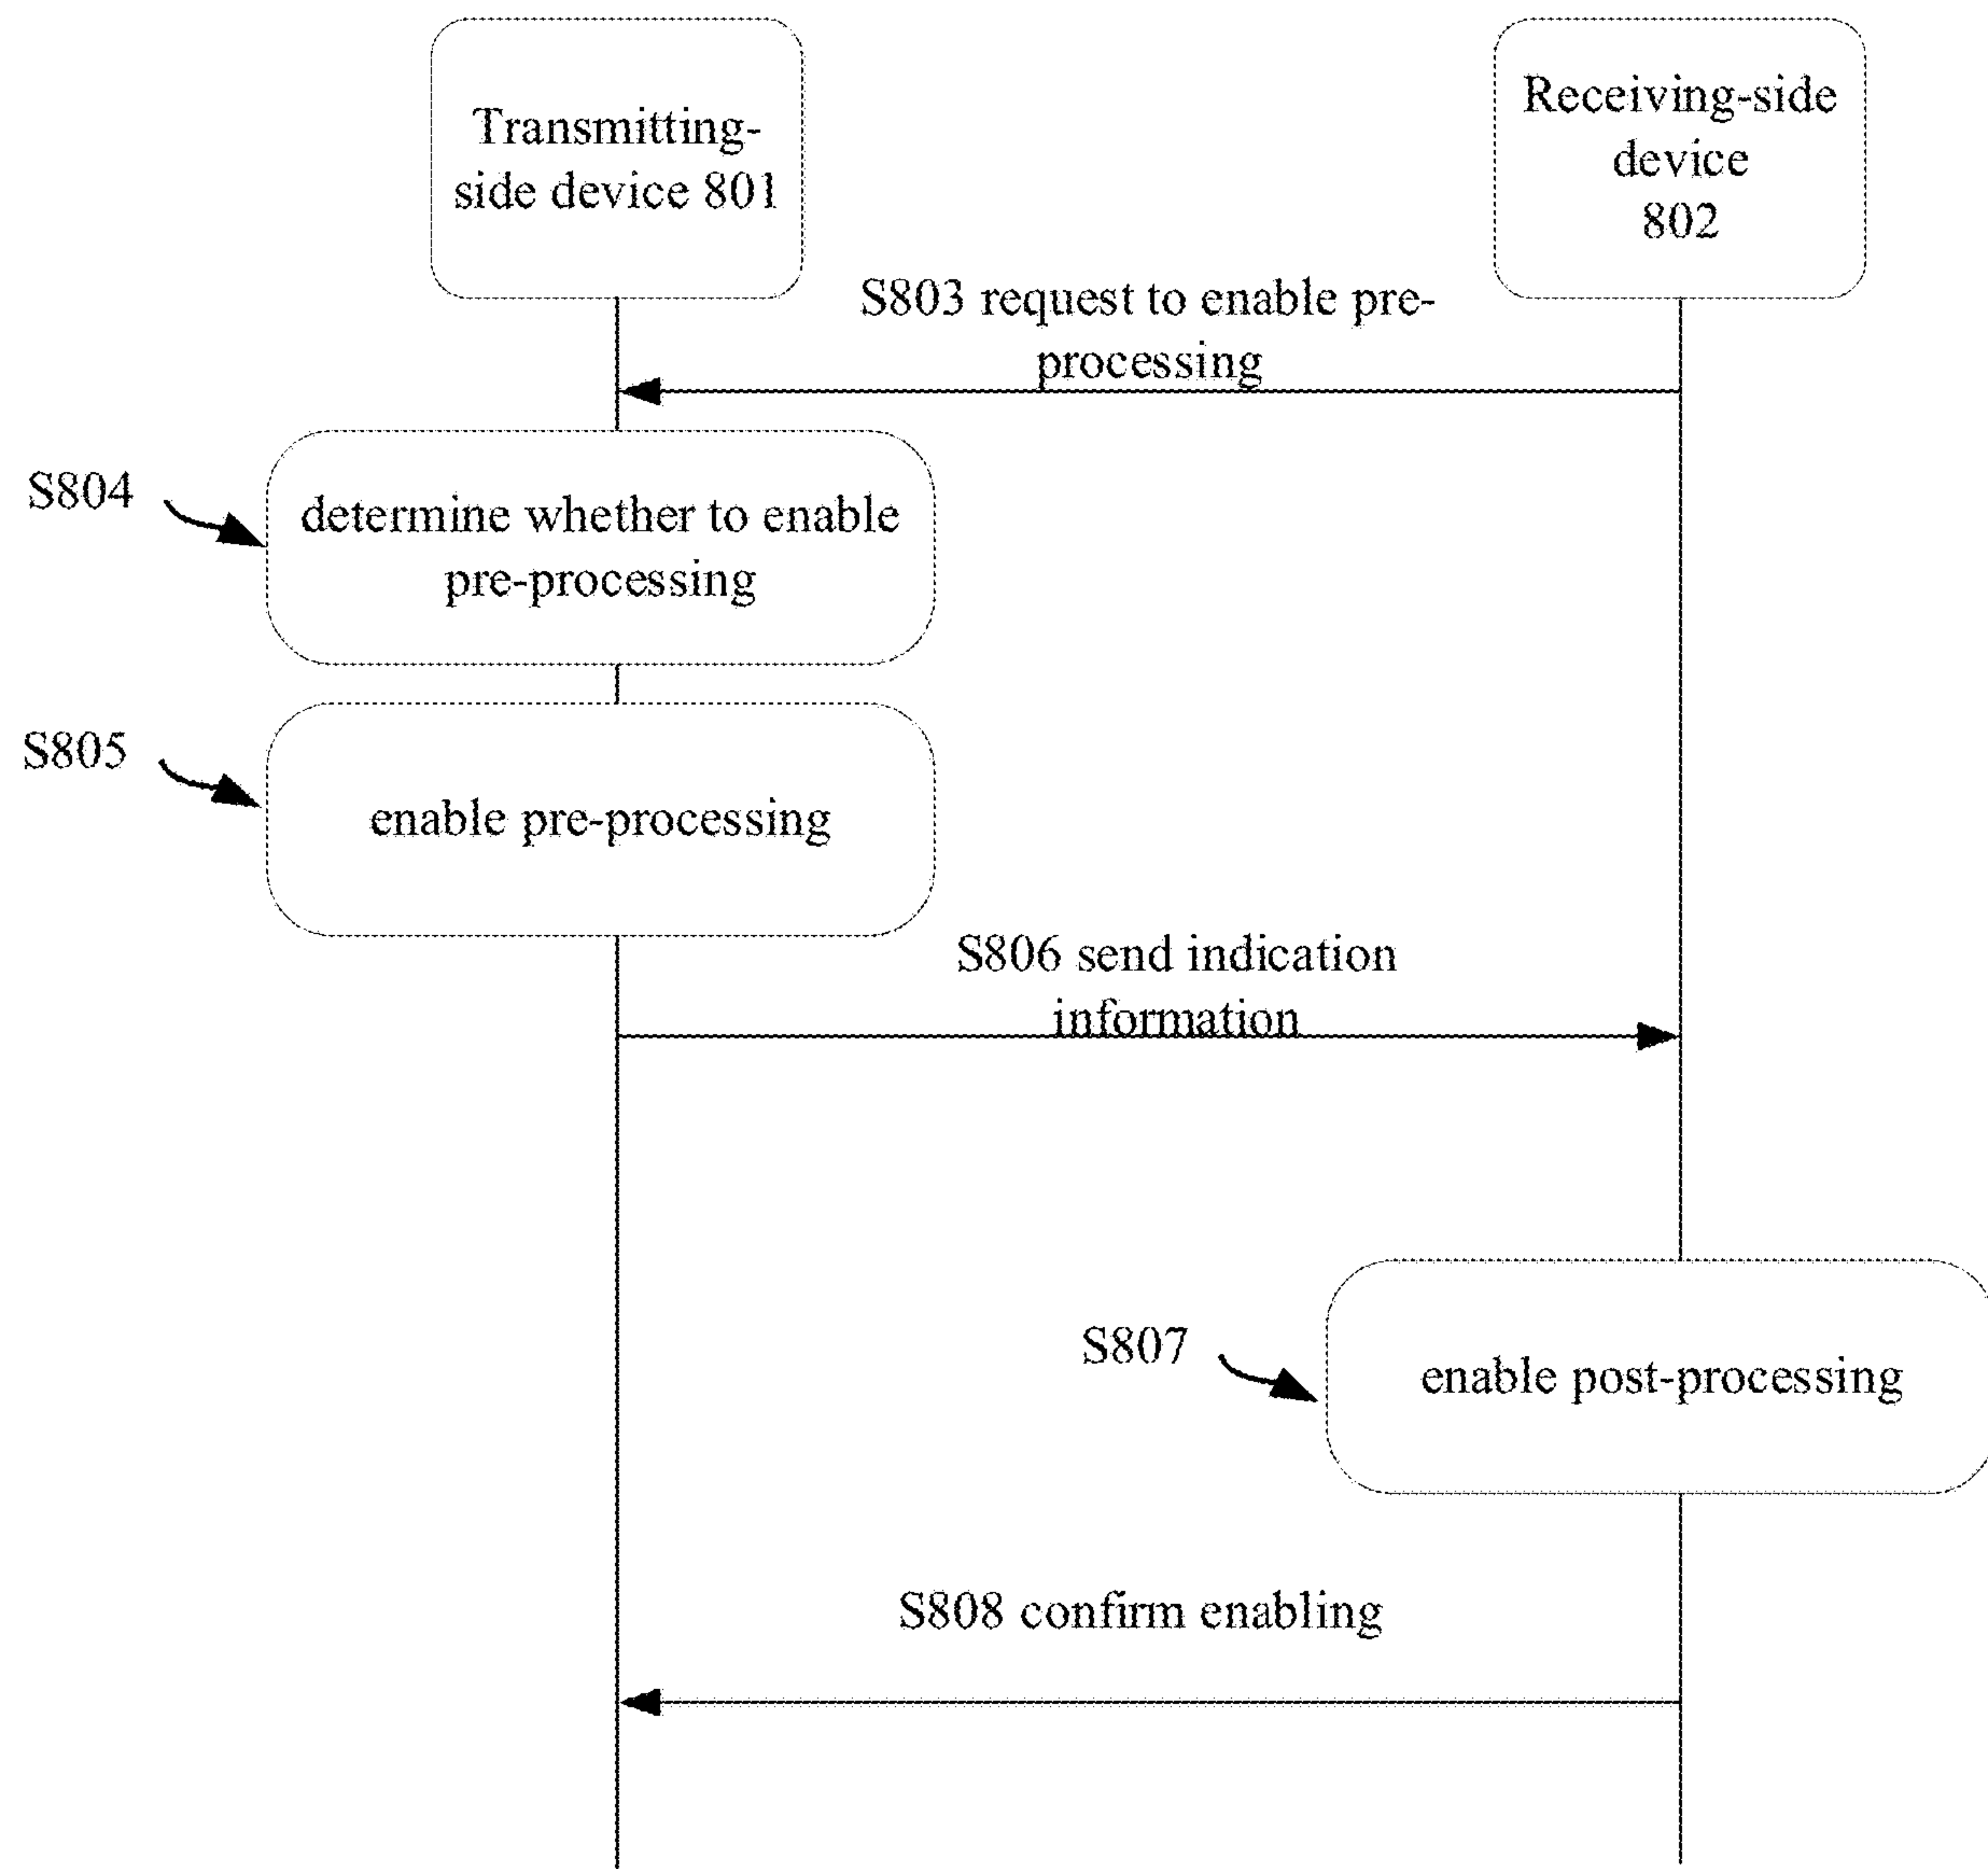 Transmitting-
side device 801
Receiving-side
device
802
S803 request to enable pre-
processing
S804
determine whether to enable
pre-processing
S805
enable pre-processing
S806 send indication
information
S807
enable post-processing
S808 confirm enabling